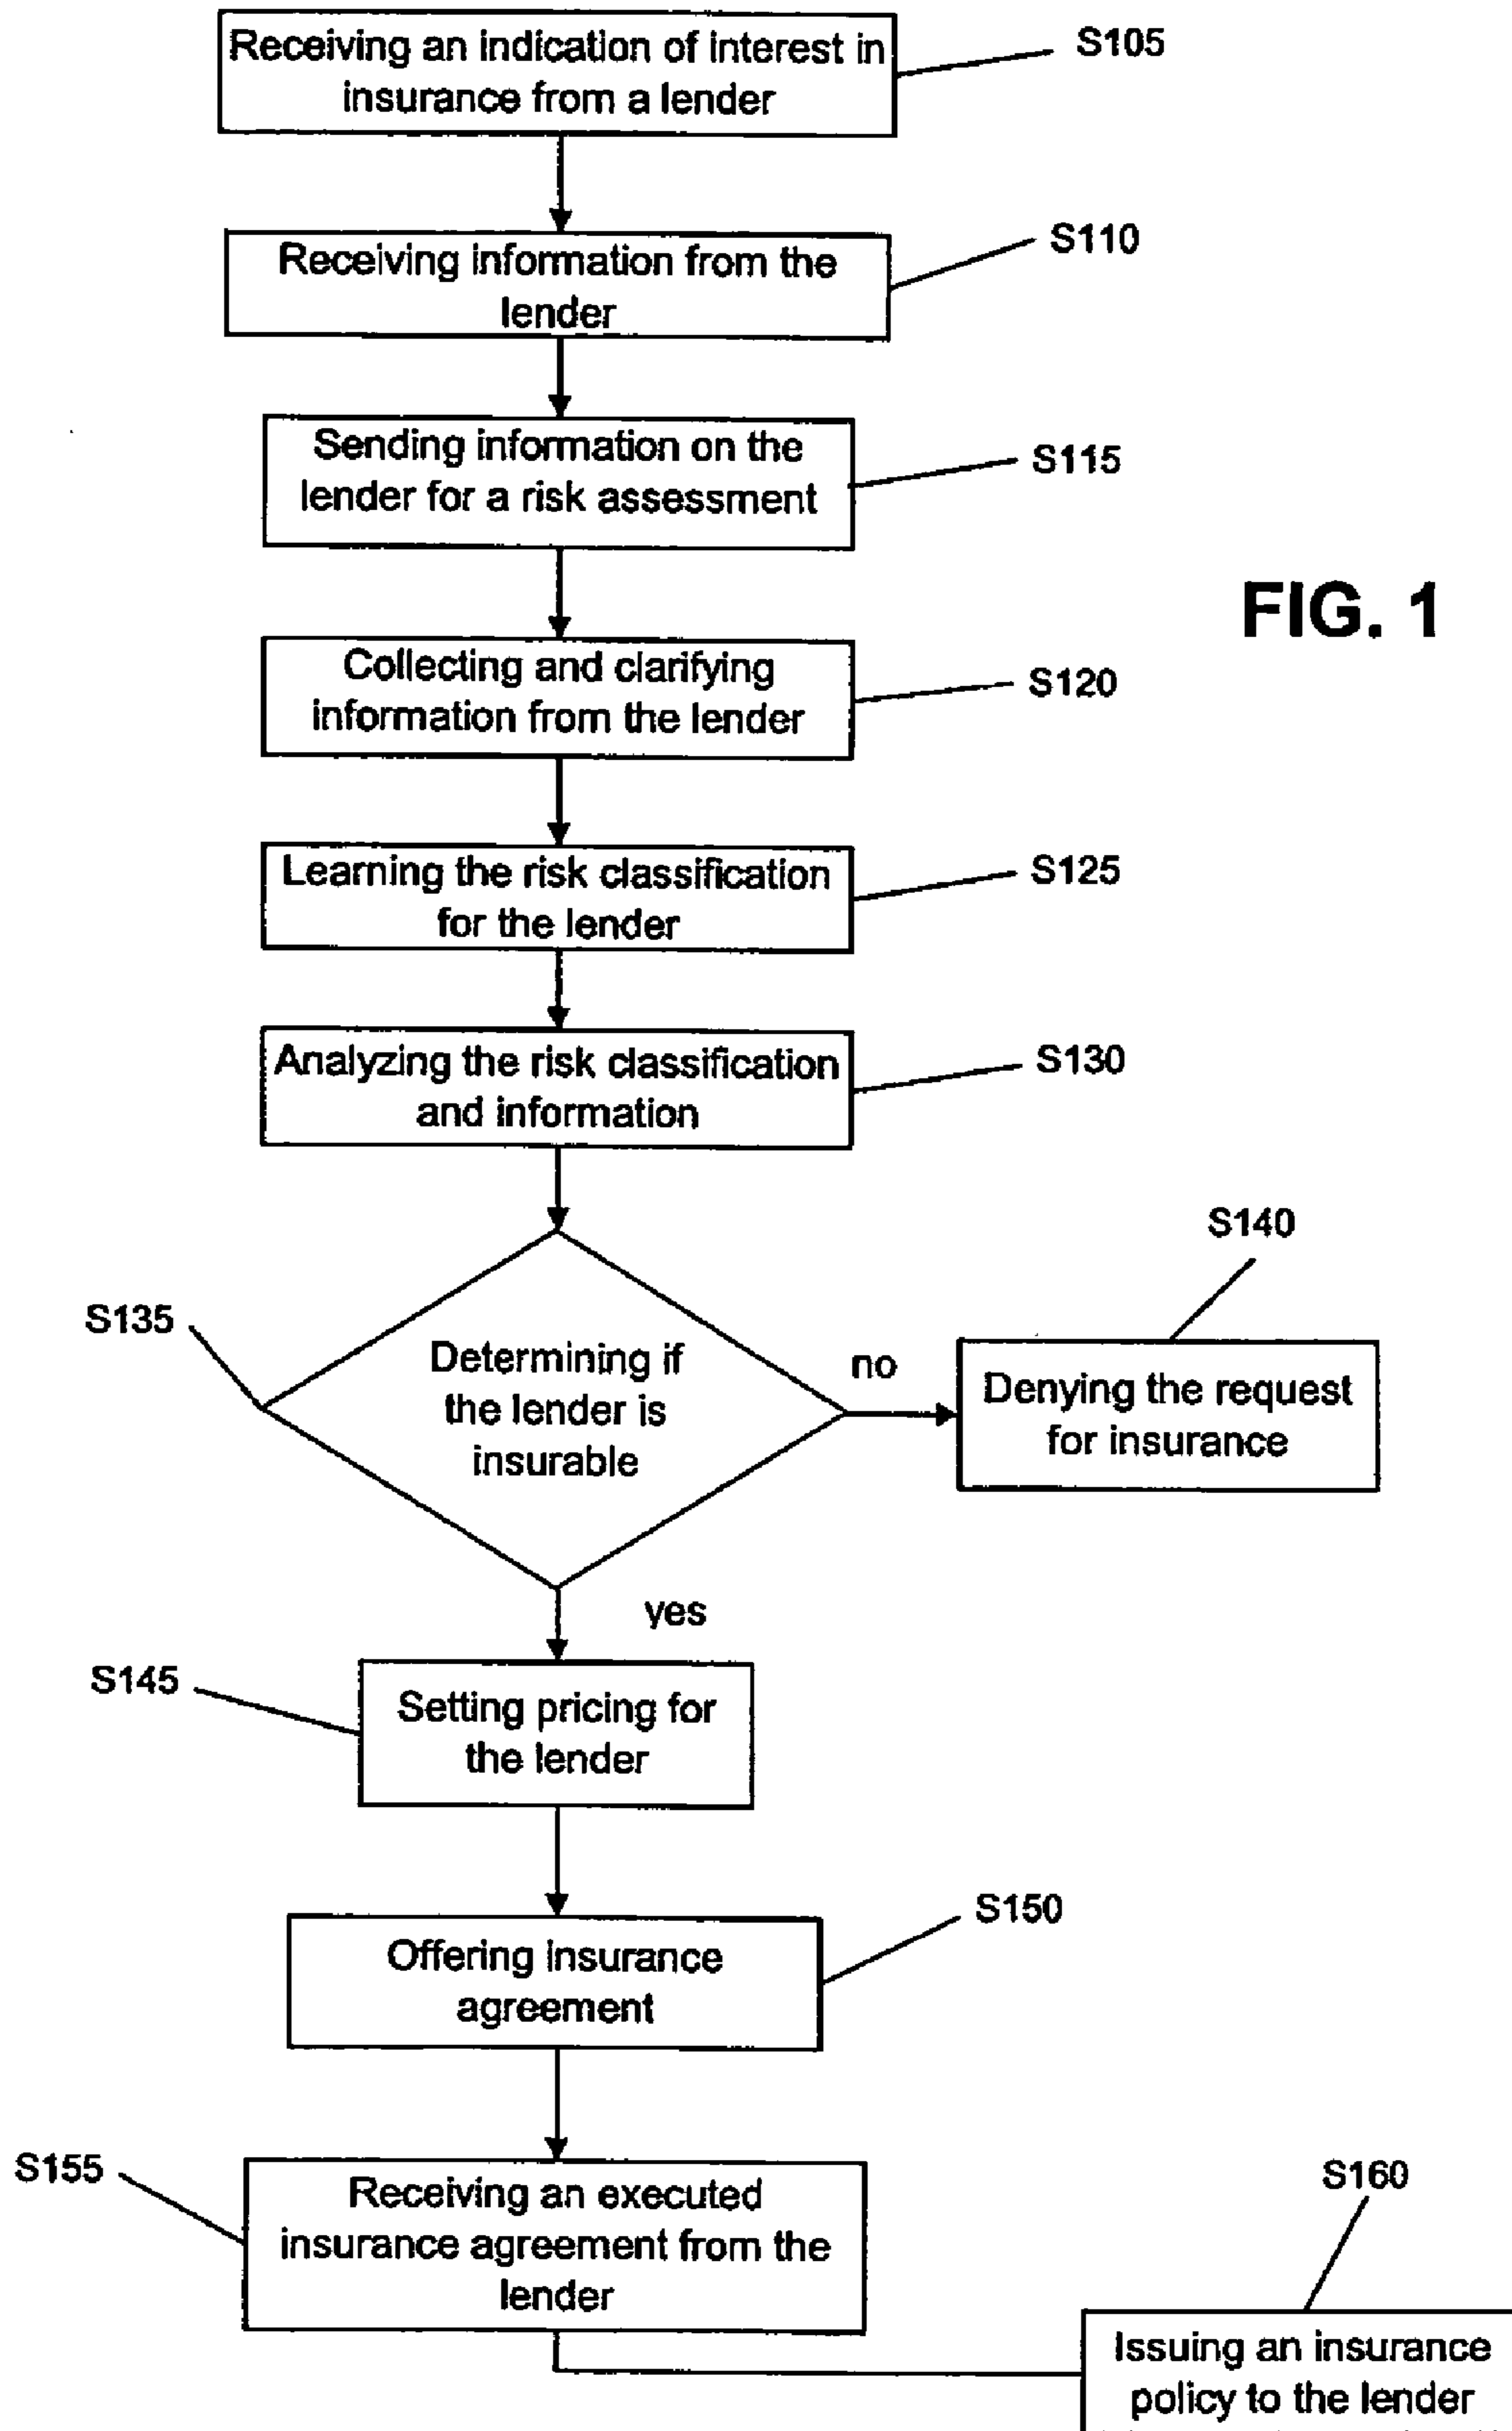 Receiving an indication of interest in
insurance from a lender
S105
Receiving information from the
lender
S110
Sending information on the
lender for a risk assessment
S115
FIG. 1
Collecting and clarifying
information from the lender
S120
Learning the risk classification
for the lender
S125
Analyzing the risk classification
and information
S130
S135
Determining if
the lender is
insurable
no
S140
Denying the request
for insurance
yes
S145
Setting pricing for
the lender
S150
Offering insurance
agreement
S155
Receiving an executed
insurance agreement from the
lender
S160
Issuing an insurance
policy to the lender